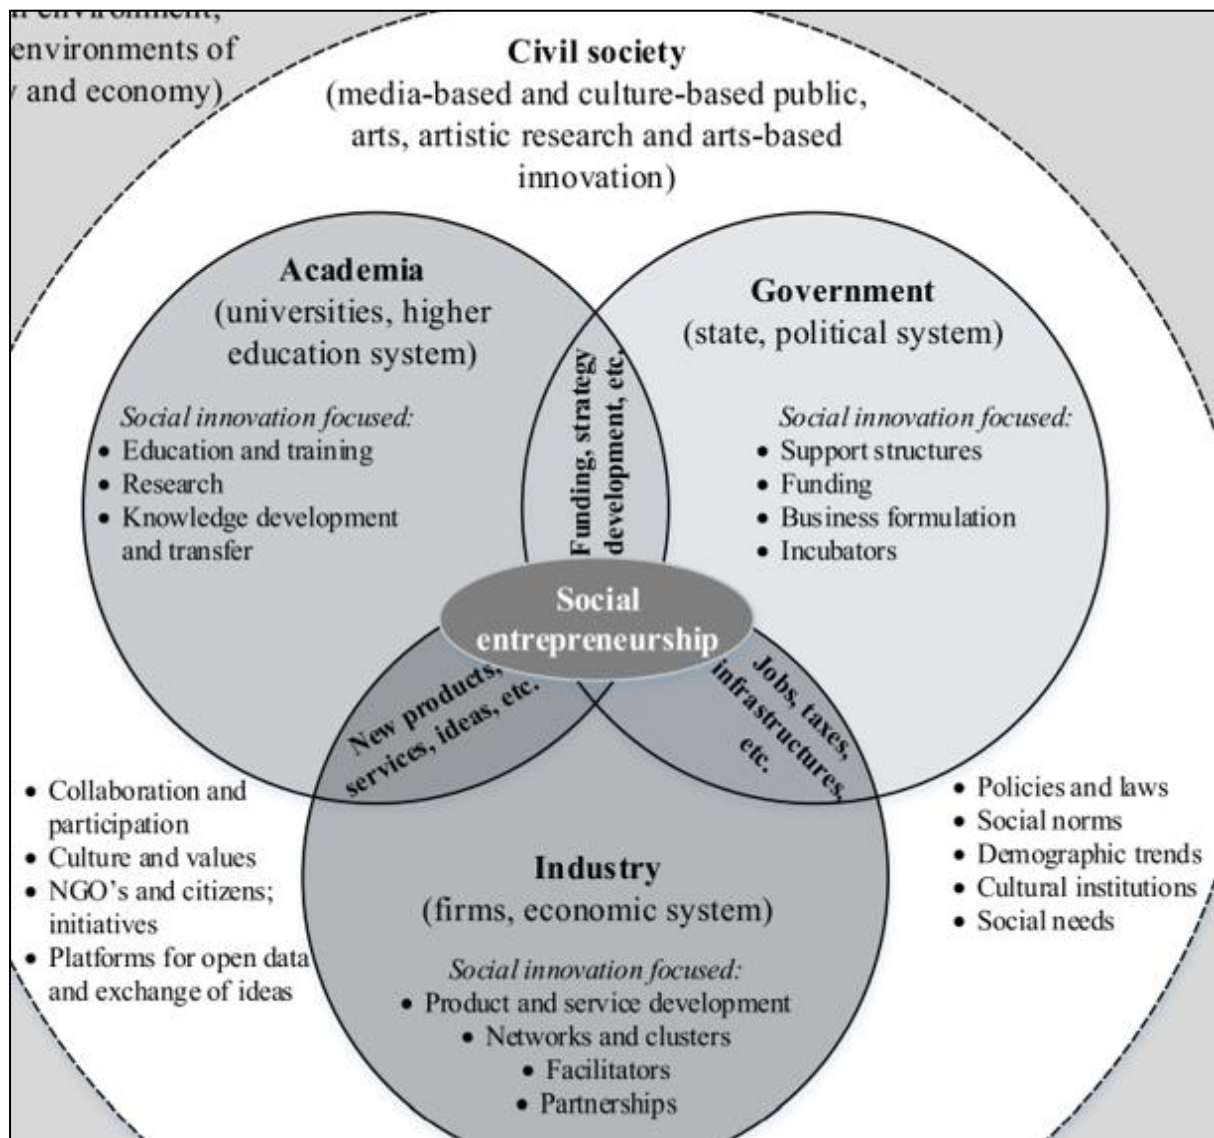 environment,
environments of
and economy)
Civil society
(media-based and culture-based public,
arts, artistic research and arts-based
innovation)
Academia
(universities, higher
education system)
Social innovation focused:
• Education and training
• Research
• Knowledge development
and transfer
Government
(state, political system)
Social innovation focused:
• Support structures
• Funding
• Business formulation
• Incubators
Funding, strategy
development, etc,
Social
entrepreneurship
New products,
services, ideas, etc.
Jobs, taxes,
infrastructures,
etc.
• Collaboration and
participation
• Culture and values
• NGO’s and citizens;
initiatives
• Platforms for open data
and exchange of ideas
• Policies and laws
• Social norms
• Demographic trends
• Cultural institutions
• Social needs
Industry
(firms, economic system)
Social innovation focused:
• Product and service development
• Networks and clusters
• Facilitators
• Partnerships